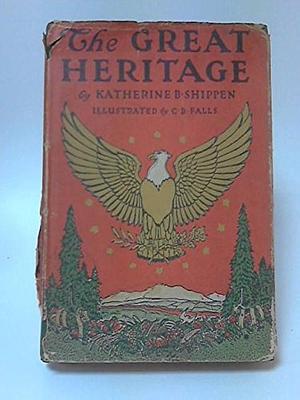 The GREAT
HERITAGE
by KATHERINE B·SHIPPEN
ILLUSTRATED by C·B·FALLS